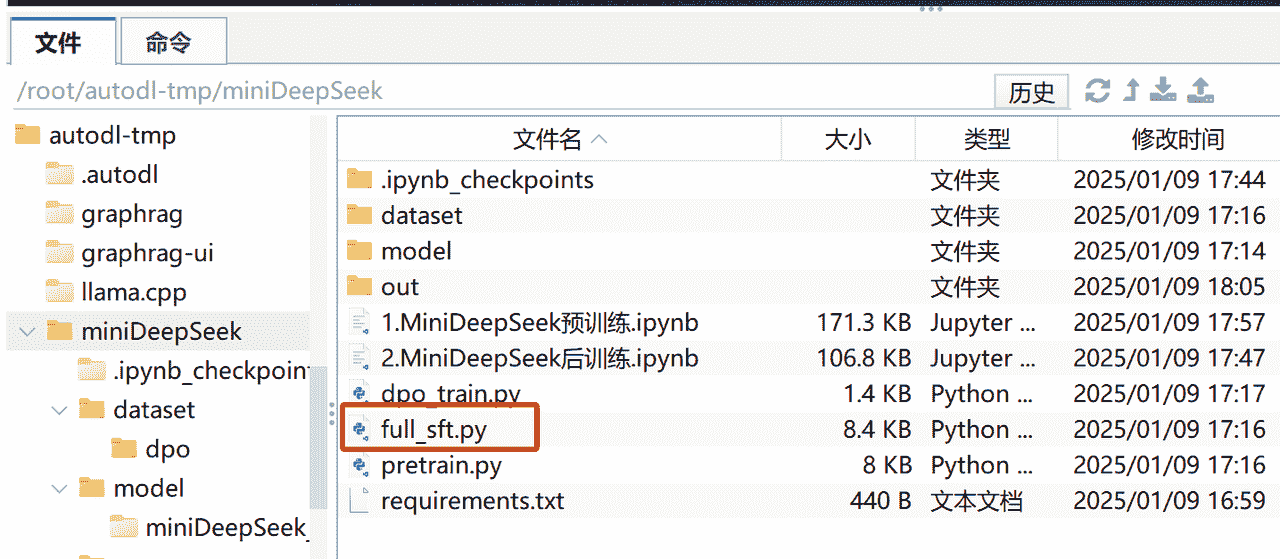 文件 命令
/root/autodl-tmp/miniDeepSeek 历史
autodl-tmp
.autodl
graphrag
graphrag-ui
llama.cpp
miniDeepSeek
.ipynb_checkpoin
dataset
dpo
model
miniDeepSeek_
文件名 大小 类型 修改时间
.ipynb_checkpoints 文件夹 2025/01/09 17:44
dataset 文件夹 2025/01/09 17:16
model 文件夹 2025/01/09 17:14
out 文件夹 2025/01/09 18:05
1.MiniDeepSeek预训练.ipynb 171.3 KB Jupyter ... 2025/01/09 17:57
2.MiniDeepSeek后训练.ipynb 106.8 KB Jupyter ... 2025/01/09 17:47
dpo_train.py 1.4 KB Python ... 2025/01/09 17:17
full_sft.py 8.4 KB Python ... 2025/01/09 17:16
pretrain.py 8 KB Python ... 2025/01/09 17:16
requirements.txt 440 B 文本文档 2025/01/09 16:59